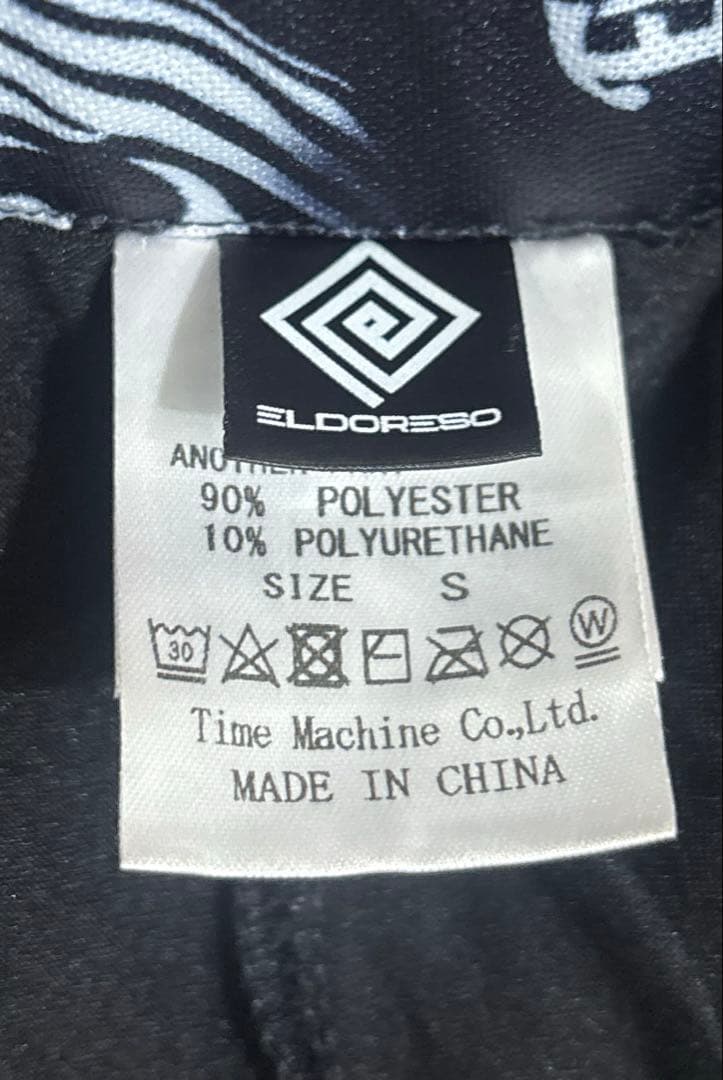 ELDORESO
90% POLYESTER
10% POLYURETHANE
SIZE S
30 W
Time Machine Co.,Ltd.
MADE IN CHINA